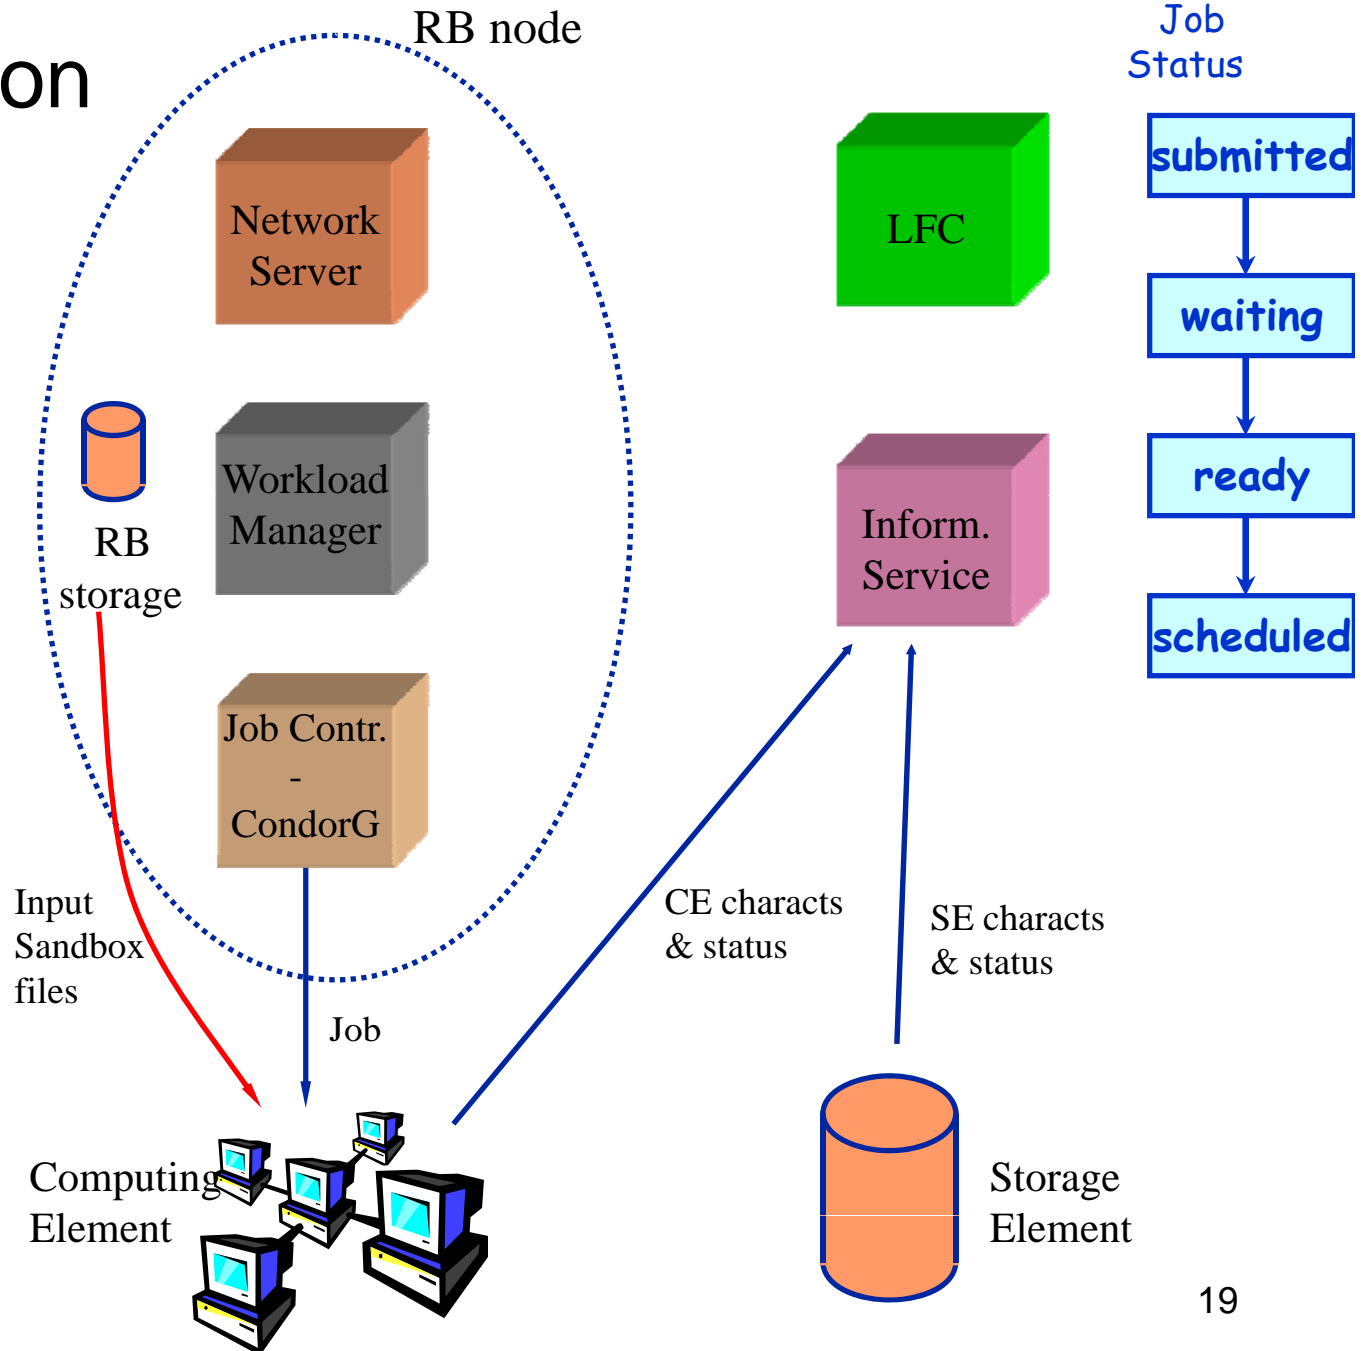 on
RB node
Job
Status
Network
Server
LFC
submitted
waiting
Workload
Manager
RB
storage
Inform.
Service
ready
scheduled
Job Contr.
-
CondorG
Input
Sandbox
files
CE characts
& status
SE characts
& status
Job
Computing
Element
Storage
Element
19